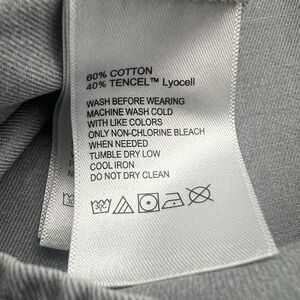 60% COTTON
40% TENCEL™ Lyocell
WASH BEFORE WEARING
MACHINE WASH COLD
WITH LIKE COLORS
ONLY NON-CHLORINE BLEACH
WHEN NEEDED
TUMBLE DRY LOW
COOL IRON
DO NOT DRY CLEAN